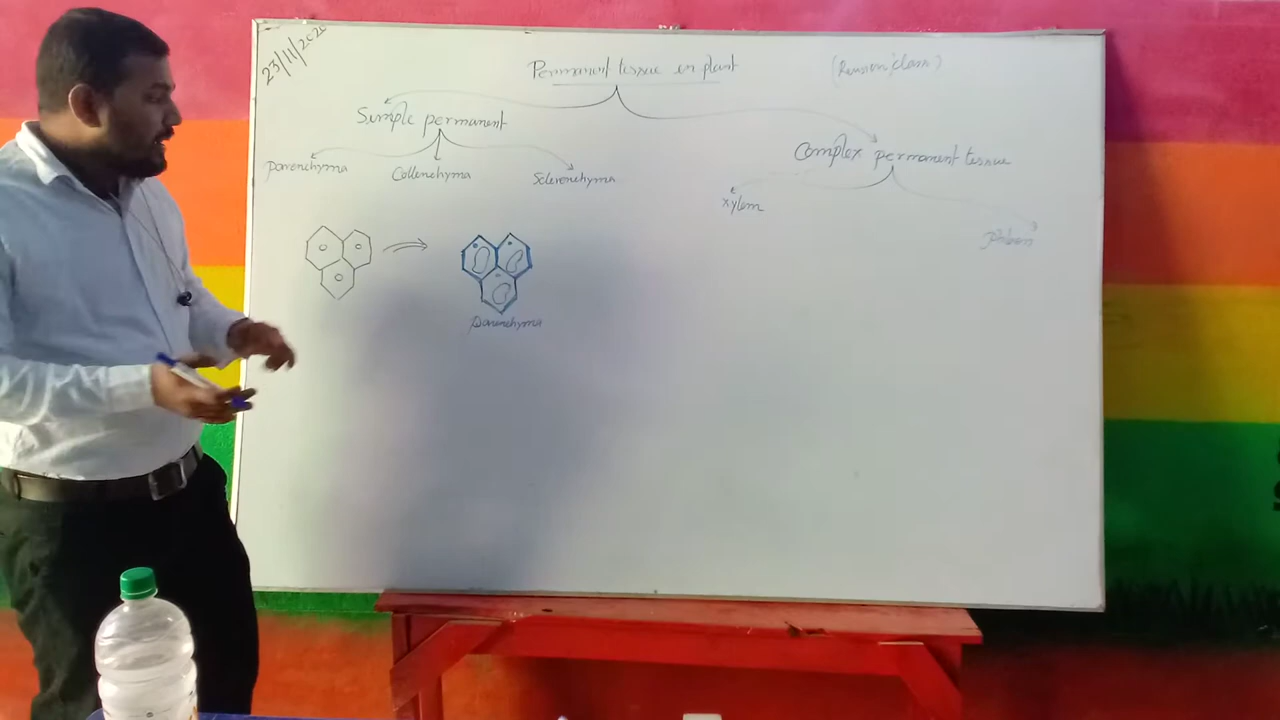 23/11/2020
Permanent tissue in plant
(Revision class)
Simple permanent
Complex permanent tissue
Parenchyma
Collenchyma
Sclerenchyma
xylem
Phloem
Parenchyma